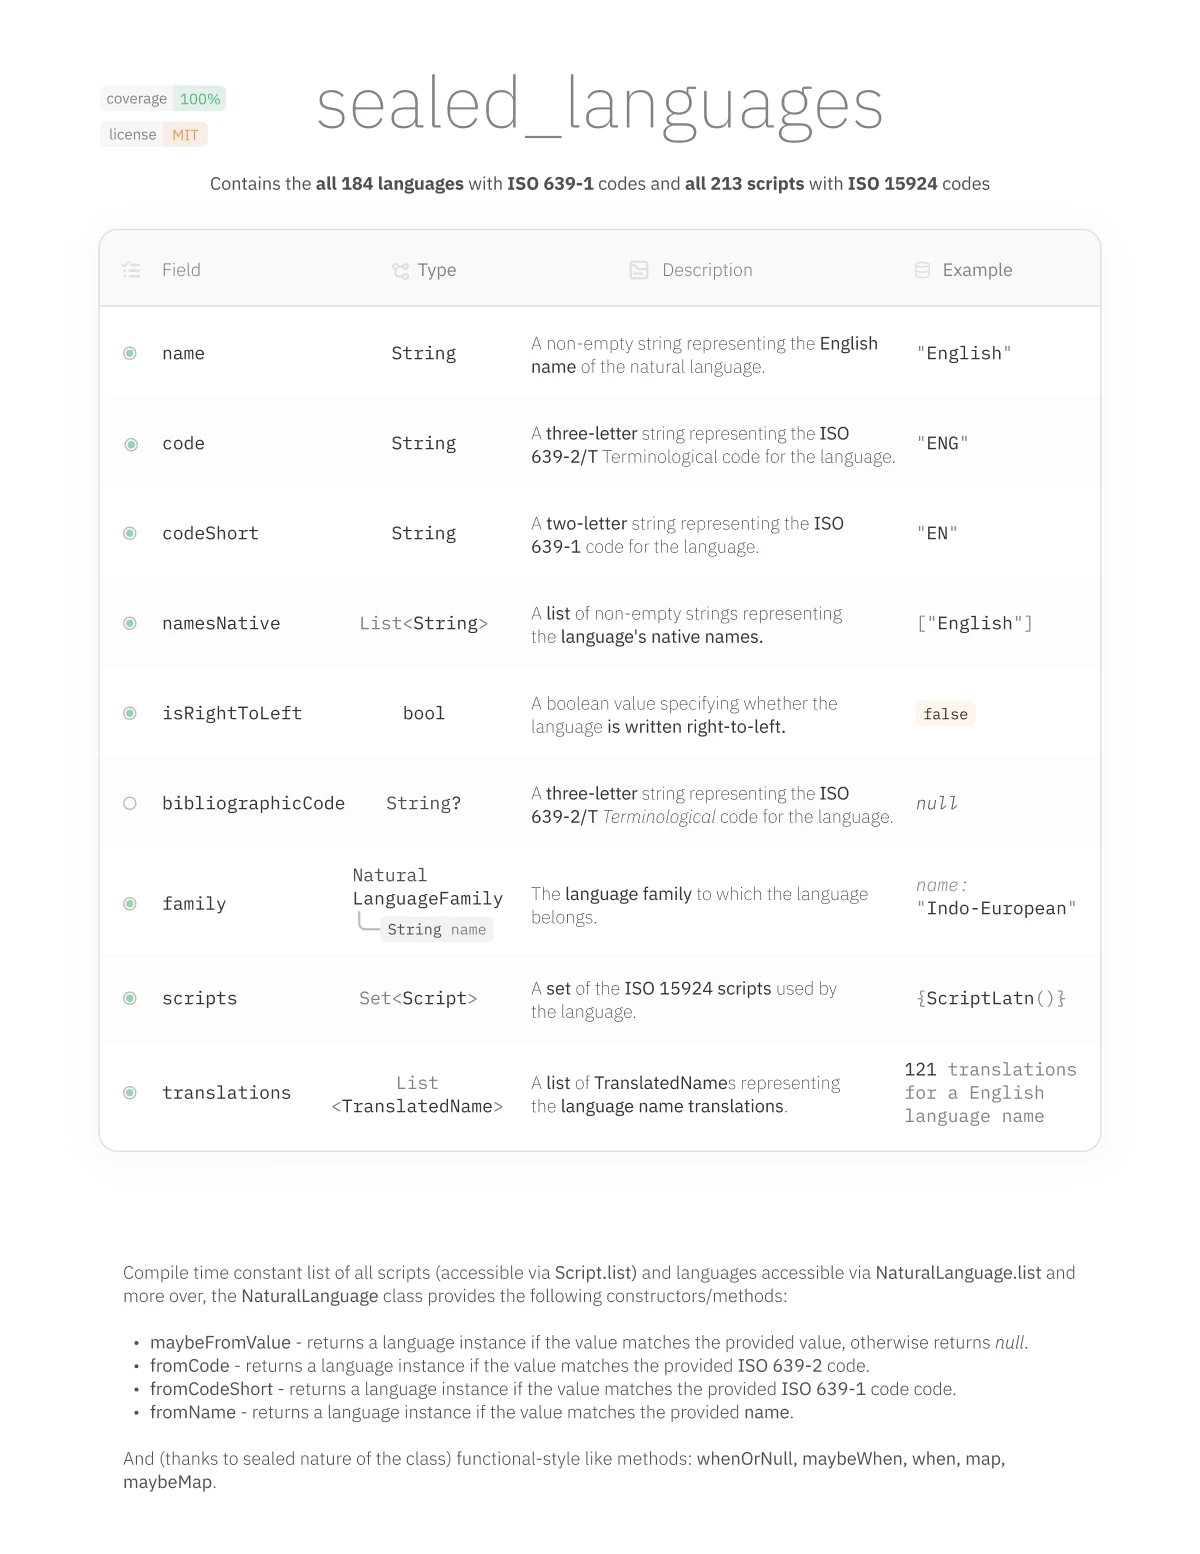 coverage 100%
license MIT
sealed_languages
Contains the all 184 languages with ISO 639-1 codes and all 213 scripts with ISO 15924 codes
Field Type Description Example
name String A non-empty string representing the English
name of the natural language. "English"
code String A three-letter string representing the ISO
639-2/T Terminological code for the language. "ENG"
codeShort String A two-letter string representing the ISO
639-1 code for the language. "EN"
namesNative List<String> A list of non-empty strings representing
the language's native names. ["English"]
isRightToLeft bool A boolean value specifying whether the
language is written right-to-left. false
bibliographicCode String? A three-letter string representing the ISO
639-2/T Terminological code for the language. null
family Natural
LanguageFamily
String name
The language family to which the language
belongs.
name:
"Indo-European"
scripts Set<Script> A set of the ISO 15924 scripts used by
the language. {ScriptLatn()}
translations List
<TranslatedName>
A list of TranslatedNames representing
the language name translations.
121 translations
for a English
language name
Compile time constant list of all scripts (accessible via Script.list) and languages accessible via NaturalLanguage.list and
more over, the NaturalLanguage class provides the following constructors/methods:
• maybeFromValue - returns a language instance if the value matches the provided value, otherwise returns null.
• fromCode - returns a language instance if the value matches the provided ISO 639-2 code.
• fromCodeShort - returns a language instance if the value matches the provided ISO 639-1 code code.
• fromName - returns a language instance if the value matches the provided name.
And (thanks to sealed nature of the class) functional-style like methods: whenOrNull, maybeWhen, when, map,
maybeMap.